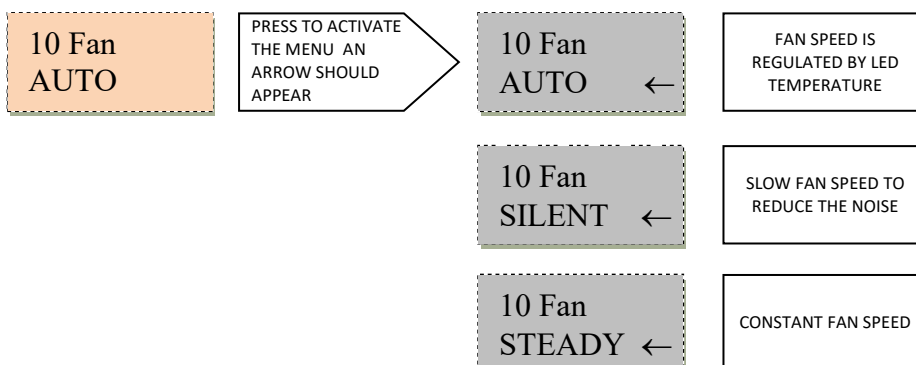 10 Fan
AUTO
PRESS TO ACTIVATE
THE MENU  AN
ARROW SHOULD
APPEAR
10 Fan
AUTO ←
FAN SPEED IS
REGULATED BY LED
TEMPERATURE
10 Fan
SILENT ←
SLOW FAN SPEED TO
REDUCE THE NOISE
10 Fan
STEADY ←
CONSTANT FAN SPEED